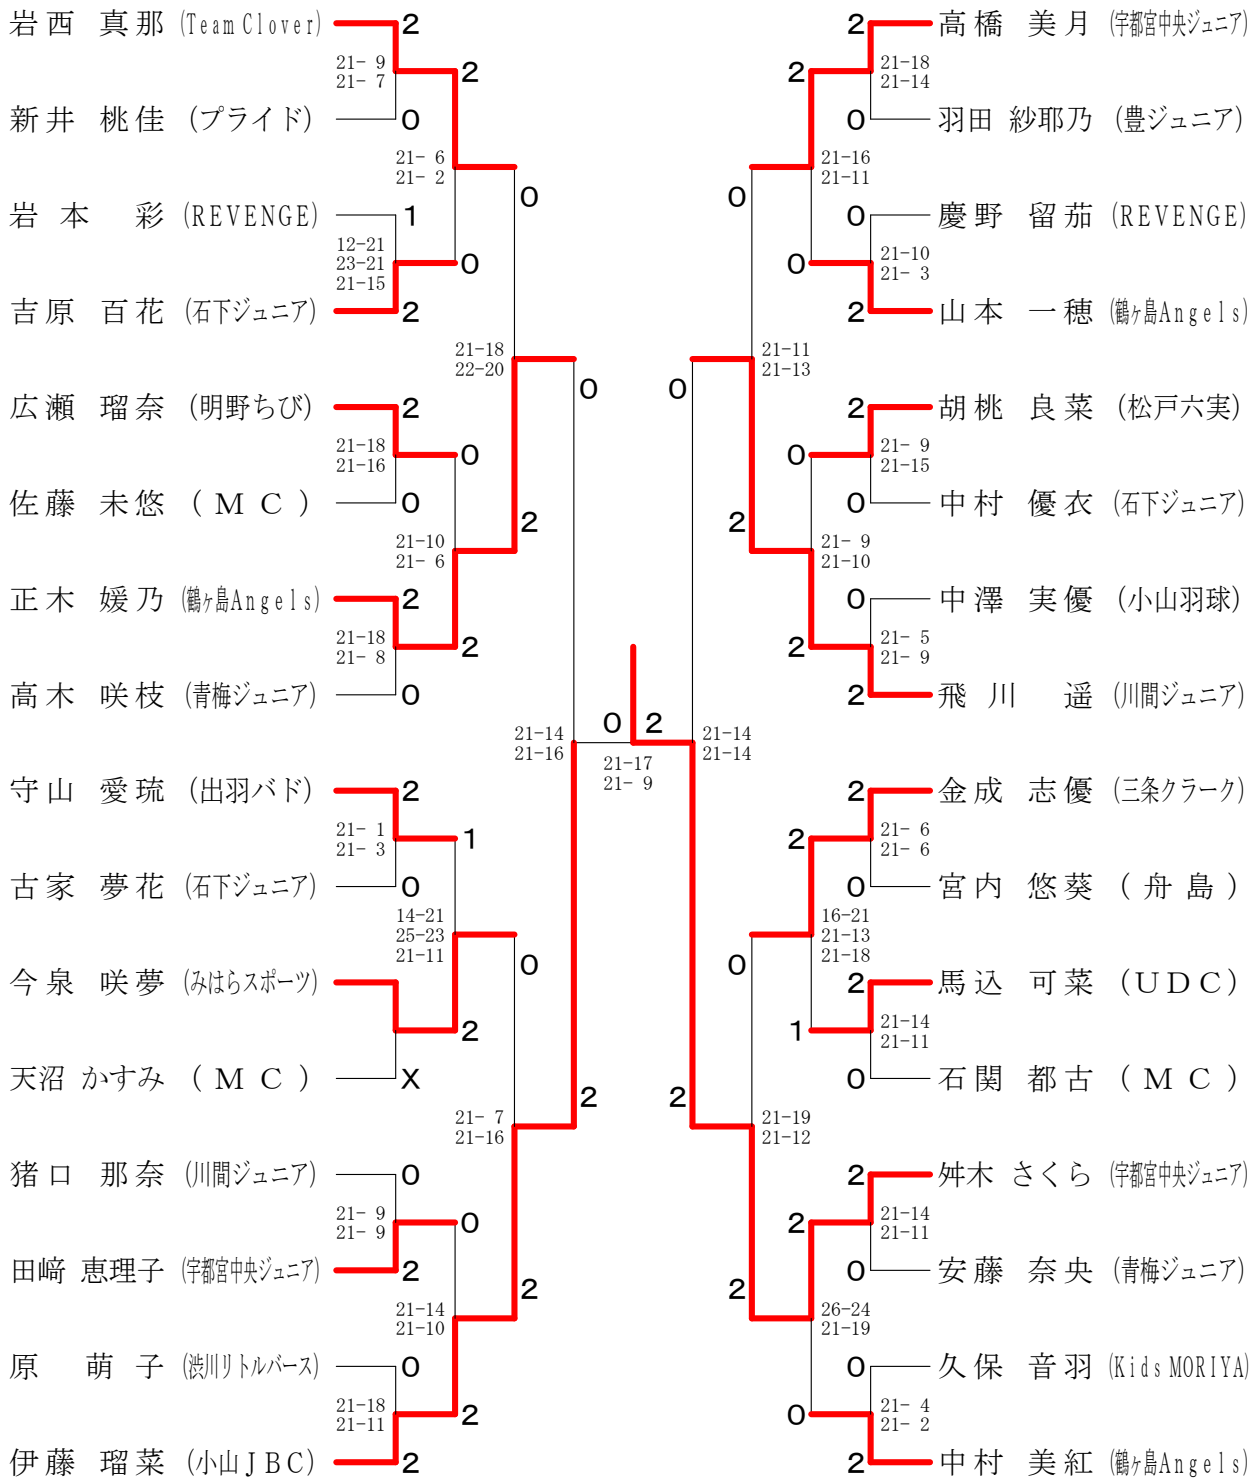 岩西 真那 (Team Clover) 2
21- 9
21- 7
2
新井 桃佳 (プライド) 0
21- 6
21- 2
0
岩本 彩 (REVENGE) 1
12-21
23-21
21-15
0
吉原 百花 (石下ジュニア) 2
21-18
22-20
0
広瀬 瑠奈 (明野ちび) 2
21-18
21-16
0
佐藤 未悠 (MC) 0
21-10
21- 6
2
正木 媛乃 (鶴ヶ島Angels) 2
21-18
21- 8
2
高木 咲枝 (青梅ジュニア) 0
21-14
21-16
0 2
21-17
21- 9
守山 愛琉 (出羽バド) 2
21- 1
21- 3
1
古家 夢花 (石下ジュニア) 0
14-21
25-23
21-11
0
今泉 咲夢 (みはらスポーツ)
2
天沼 かすみ (MC) X
21- 7
21-16
2
猪口 那奈 (川間ジュニア) 0
21- 9
21- 9
0
田﨑 恵理子 (宇都宮中央ジュニア) 2
21-14
21-10
2
原 萌子 (渋川リトルバース) 0
21-18
21-11
2
伊藤 瑠菜 (小山JBC) 2
2 高橋 美月 (宇都宮中央ジュニア)
21-18
21-14
2
0 羽田 紗耶乃 (豊ジュニア)
21-16
21-11
0
0 慶野 留茄 (REVENGE)
21-10
21- 3
0
2 山本 一穂 (鶴ヶ島Angels)
21-11
21-13
0
2 胡桃 良菜 (松戸六実)
21- 9
21-15
0
0 中村 優衣 (石下ジュニア)
21- 9
21-10
2
0 中澤 実優 (小山羽球)
21- 5
21- 9
2
2 飛川 遥 (川間ジュニア)
21-14
21-14
2 金成 志優 (三条クラーク)
21- 6
21- 6
2
0 宮内 悠葵 (舟島)
16-21
21-13
21-18
0
2 馬込 可菜 (UDC)
21-14
21-11
1
0 石関 都古 (MC)
21-19
21-12
2
2 舛木 さくら (宇都宮中央ジュニア)
21-14
21-11
2
0 安藤 奈央 (青梅ジュニア)
26-24
21-19
2
0 久保 音羽 (Kids MORIYA)
21- 4
21- 2
0
2 中村 美紅 (鶴ヶ島Angels)